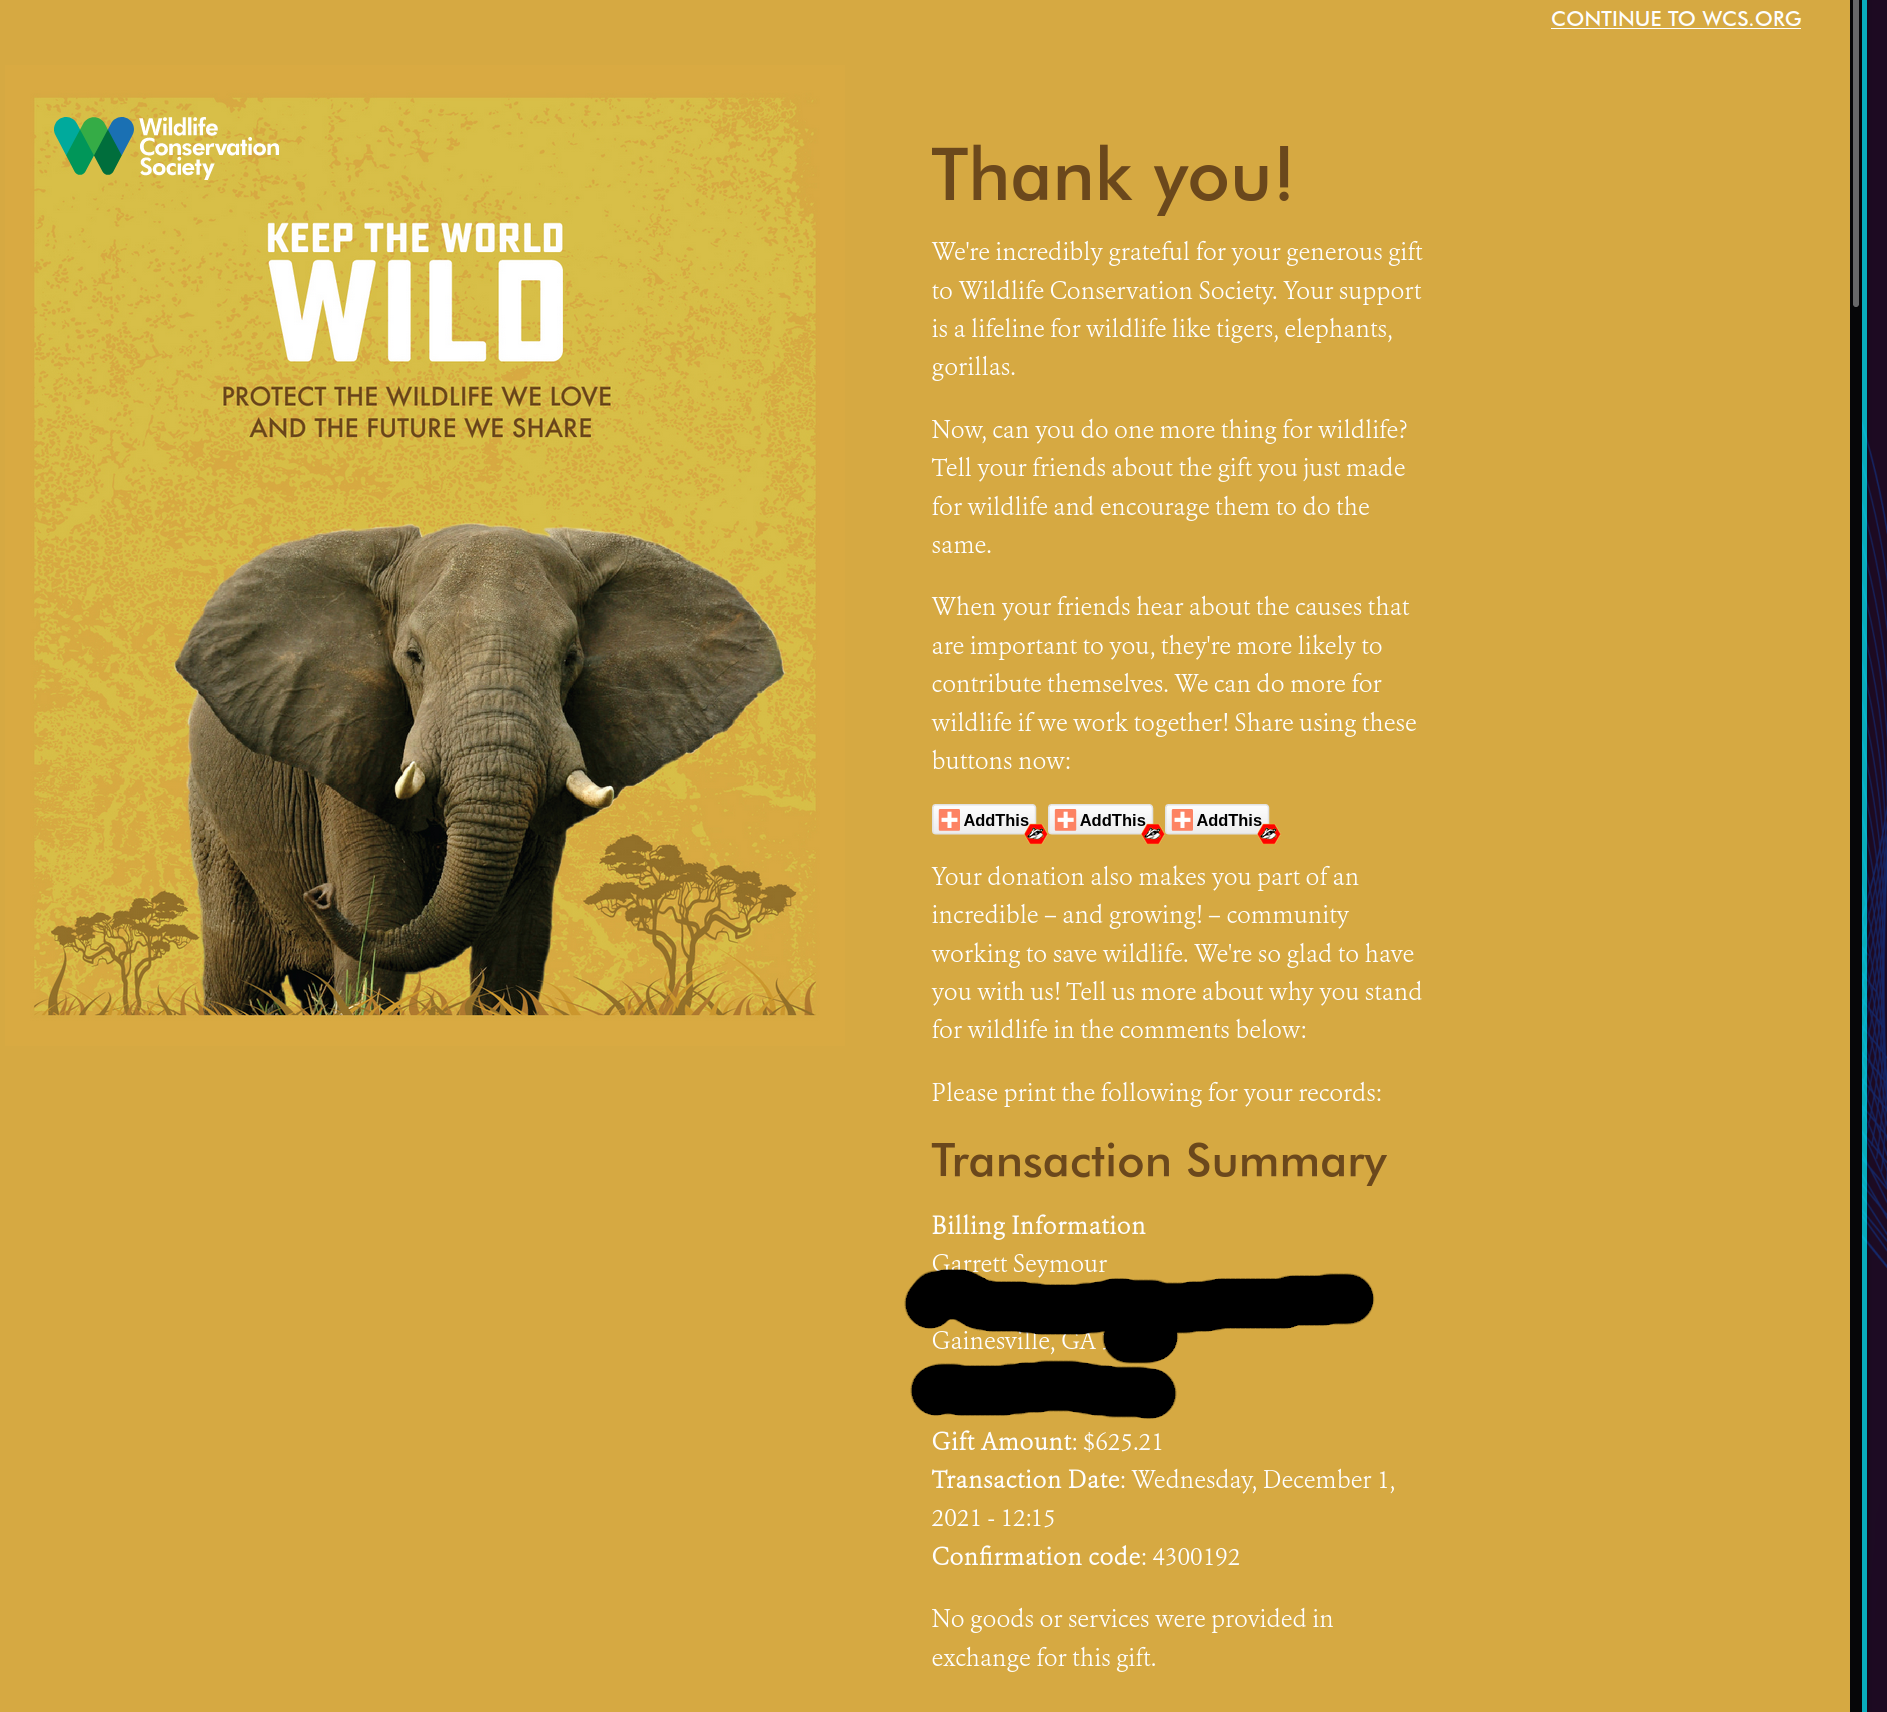 CONTINUE TO WCS.ORG
Wildlife
Conservation
Society
KEEP THE WORLD
WILD
PROTECT THE WILDLIFE WE LOVE
AND THE FUTURE WE SHARE
Thank you!
We're incredibly grateful for your generous gift
to Wildlife Conservation Society. Your support
is a lifeline for wildlife like tigers, elephants,
gorillas.
Now, can you do one more thing for wildlife?
Tell your friends about the gift you just made
for wildlife and encourage them to do the
same.
When your friends hear about the causes that
are important to you, they're more likely to
contribute themselves. We can do more for
wildlife if we work together! Share using these
buttons now:
AddThis AddThis AddThis
Your donation also makes you part of an
incredible – and growing! – community
working to save wildlife. We're so glad to have
you with us! Tell us more about why you stand
for wildlife in the comments below:
Please print the following for your records:
Transaction Summary
Billing Information
Garrett Seymour
Gainesville, GA
Gift Amount: $625.21
Transaction Date: Wednesday, December 1,
2021 - 12:15
Confirmation code: 4300192
No goods or services were provided in
exchange for this gift.